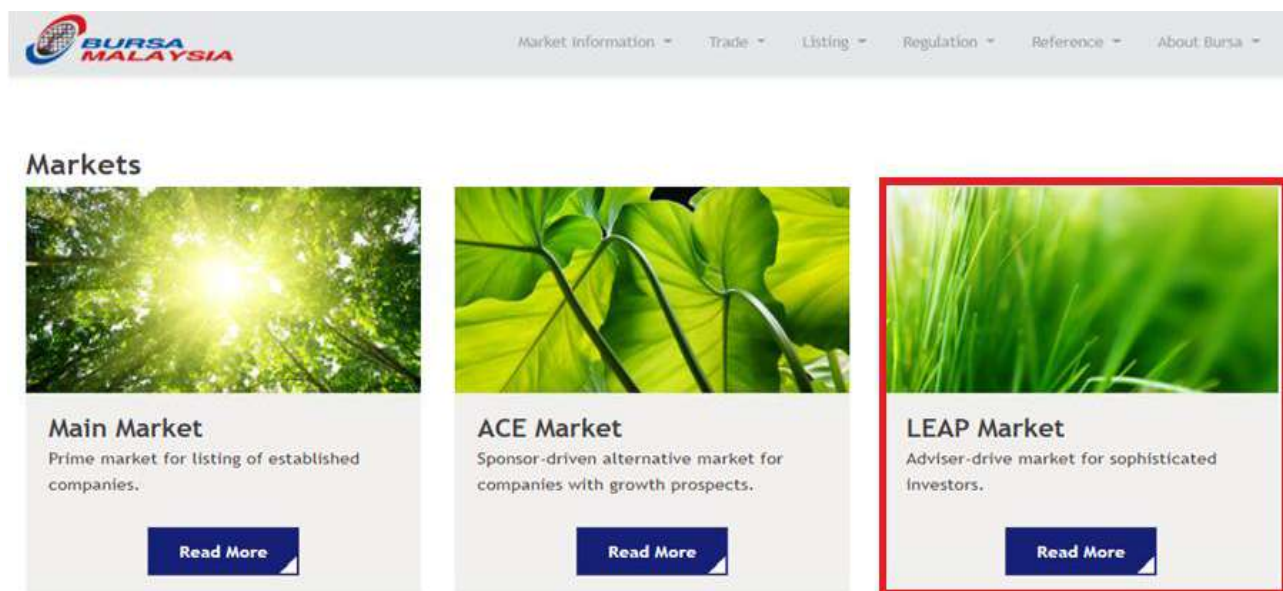 BURSA
MALAYSIA
Market Information Trade Listing Regulation Reference About Bursa
Markets
Main Market
Prime market for listing of established
companies.
Read More
ACE Market
Sponsor-driven alternative market for
companies with growth prospects.
Read More
LEAP Market
Adviser-drive market for sophisticated
investors.
Read More